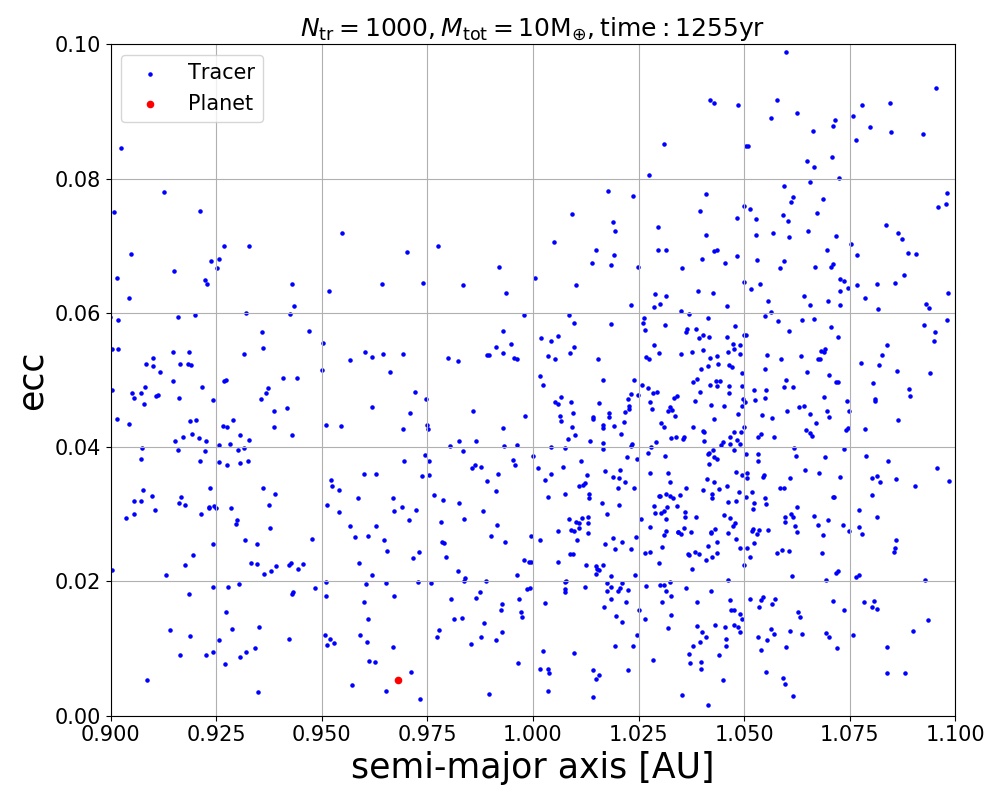 N_tr = 1000, M_tot = 10M_⊕, time : 1255yr
Tracer
Planet
ecc
0.10
0.08
0.06
0.04
0.02
0.00
0.900 0.925 0.950 0.975 1.000 1.025 1.050 1.075 1.100
semi-major axis [AU]